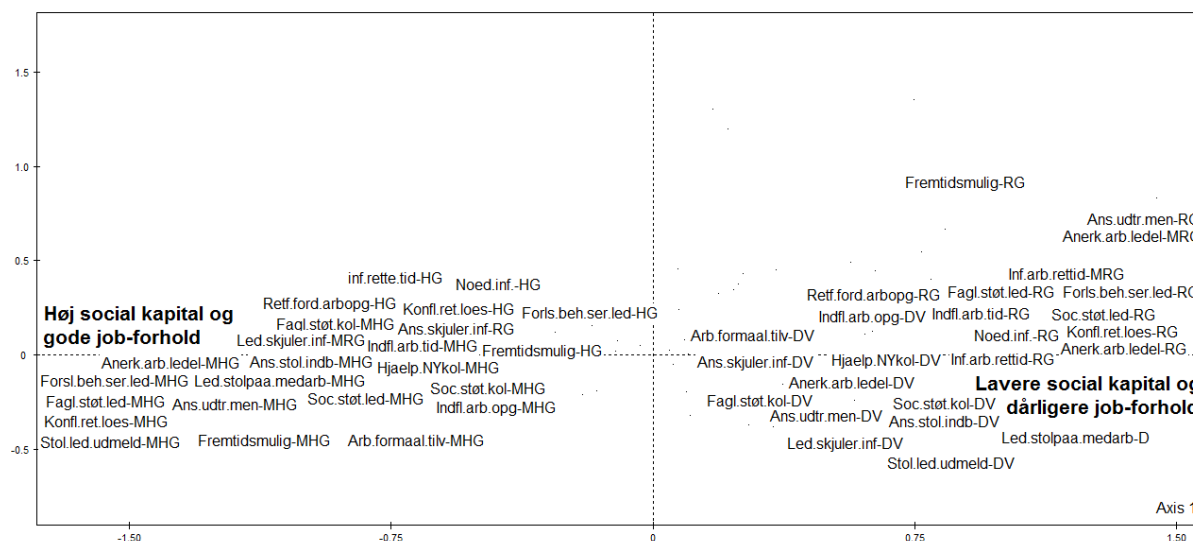 1.5
1.0
Fremtidsmulig-RG
Ans.udtr.men-RG
Anerk.arb.ledel-MRG
0.5
inf.rette.tid-HG
Noed.inf.-HG
Inf.arb.rettid-MRG
Retf.ford.arbopg-HG
Konfl.ret.loes-HG
Forls.beh.ser.led-HG
Retf.ford.arbopg-RG
Fagl.støt.led-RG
Forls.beh.ser.led-RG
Høj social kapital og
gode job-forhold
Fagl.støt.kol-MHG
Ans.skjuler.inf-RG
Indfl.arb.opg-DV
Indfl.arb.tid-RG
Soc.støt.led-RG
Led.skjuler.inf-MRG
Indfl.arb.tid-MHG
Arb.formaal.tilv-DV
Noed.inf.-RG
Konfl.ret.loes-RG
0
Anerk.arb.ledel-MHG
Ans.stol.indb-MHG
Hjaelp.NYkol-MHG
Fremtidsmulig-HG
Ans.skjuler.inf-DV
Hjaelp.NYkol-DV
Inf.arb.rettid-RG
Anerk.arb.ledel-RG
Forsl.beh.ser.led-MHG
Led.stolpaa.medarb-MHG
Soc.støt.kol-MHG
Anerk.arb.ledel-DV
Lavere social kapital og
dårligere job-forhold
Fagl.støt.led-MHG
Ans.udtr.men-MHG
Soc.støt.led-MHG
Indfl.arb.opg-MHG
Fagl.støt.kol-DV
Soc.støt.kol-DV
Konfl.ret.loes-MHG
Ans.udtr.men-DV
Ans.stol.indb-DV
Stol.led.udmeld-MHG
Fremtidsmulig-MHG
Arb.formaal.tilv-MHG
Led.skjuler.inf-DV
Led.stolpaa.medarb-D
-0.5
Stol.led.udmeld-DV
Axis 1
-1.50
-0.75
0
0.75
1.50